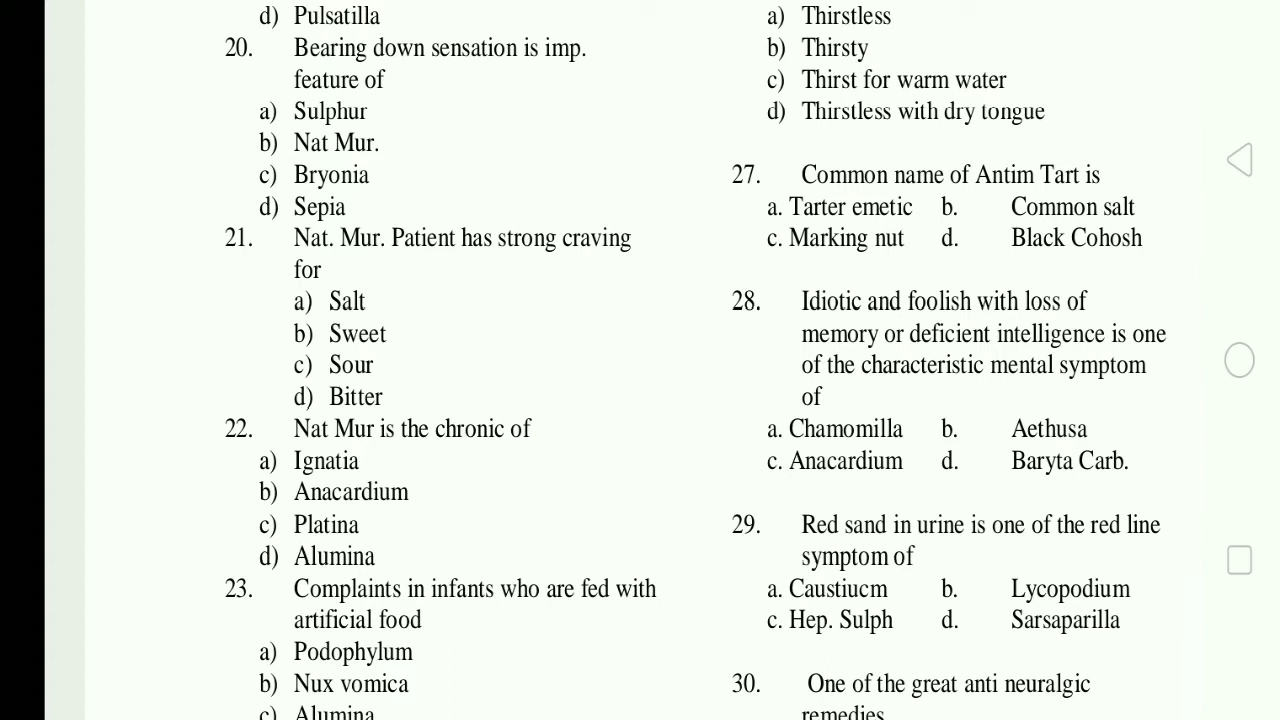 d) Pulsatilla
20. Bearing down sensation is imp.
feature of
a) Sulphur
b) Nat Mur.
c) Bryonia
d) Sepia
21. Nat. Mur. Patient has strong craving
for
a) Salt
b) Sweet
c) Sour
d) Bitter
22. Nat Mur is the chronic of
a) Ignatia
b) Anacardium
c) Platina
d) Alumina
23. Complaints in infants who are fed with
artificial food
a) Podophylum
b) Nux vomica
c) Alumina
a) Thirstless
b) Thirsty
c) Thirst for warm water
d) Thirstless with dry tongue
27. Common name of Antim Tart is
a. Tarter emetic b. Common salt
c. Marking nut d. Black Cohosh
28. Idiotic and foolish with loss of
memory or deficient intelligence is one
of the characteristic mental symptom
of
a. Chamomilla b. Aethusa
c. Anacardium d. Baryta Carb.
29. Red sand in urine is one of the red line
symptom of
a. Caustiucm b. Lycopodium
c. Hep. Sulph d. Sarsaparilla
30. One of the great anti neuralgic
remedies